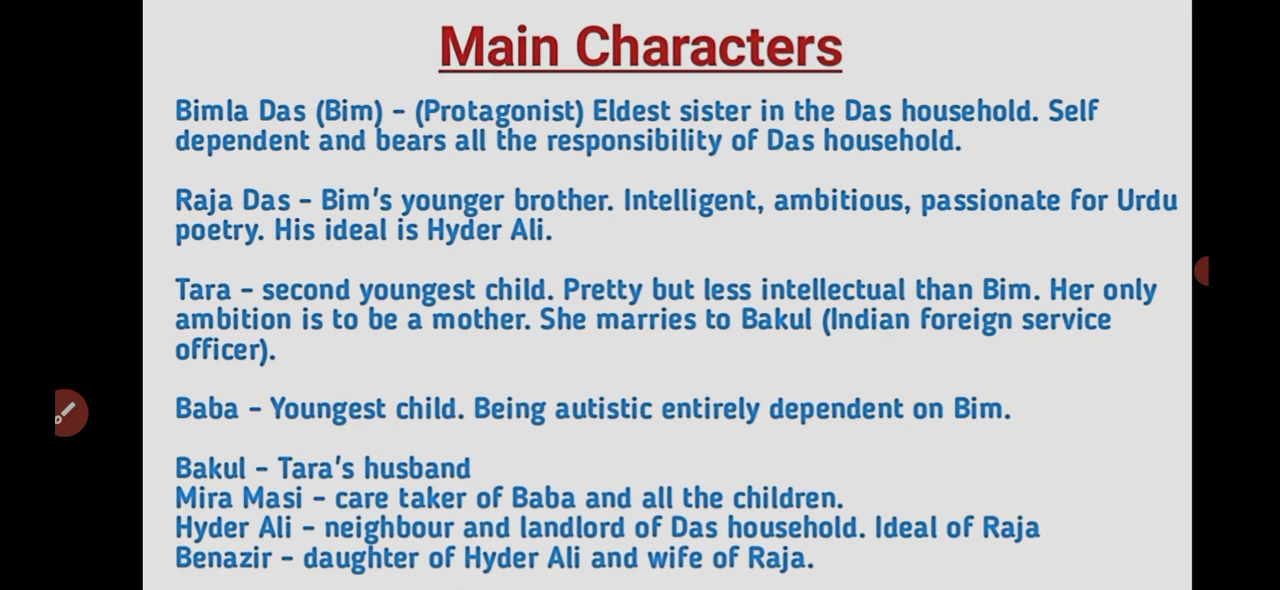 Main Characters
Bimla Das (Bim) - (Protagonist) Eldest sister in the Das household. Self
dependent and bears all the responsibility of Das household.
Raja Das - Bim's younger brother. Intelligent, ambitious, passionate for Urdu
poetry. His ideal is Hyder Ali.
Tara - second youngest child. Pretty but less intellectual than Bim. Her only
ambition is to be a mother. She marries to Bakul (Indian foreign service
officer).
Baba - Youngest child. Being autistic entirely dependent on Bim.
Bakul - Tara's husband
Mira Masi - care taker of Baba and all the children.
Hyder Ali - neighbour and landlord of Das household. Ideal of Raja
Benazir - daughter of Hyder Ali and wife of Raja.